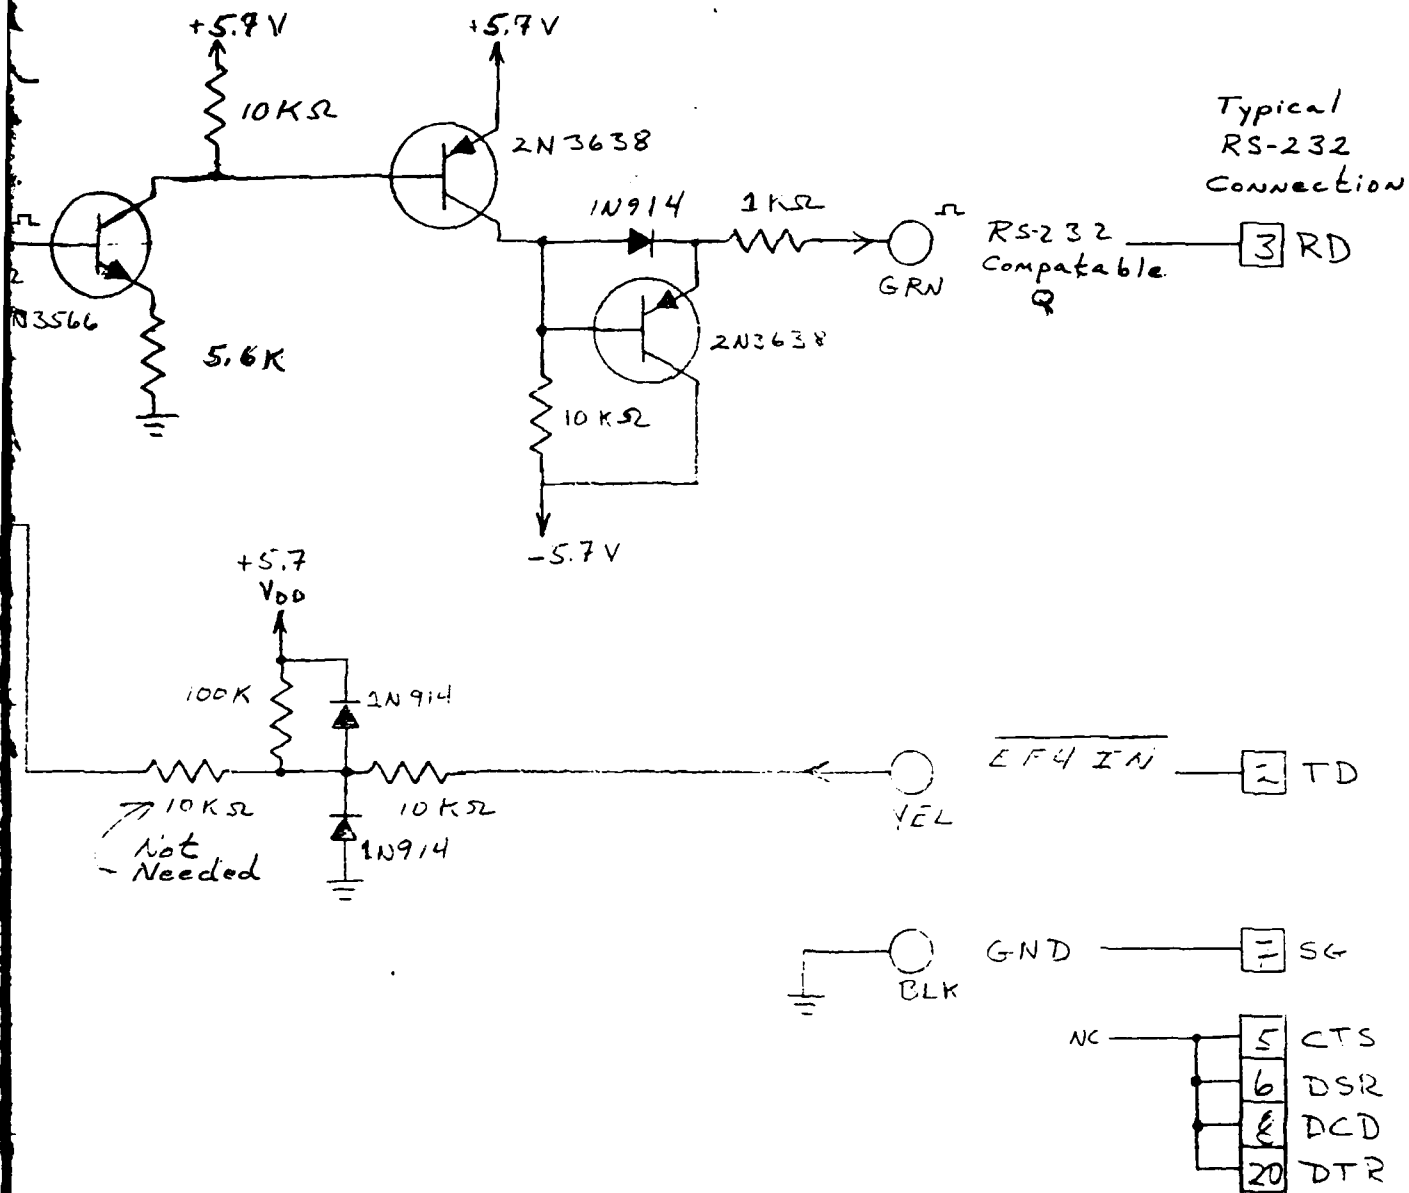 +5.7V
+5.7V
10KΩ
2N3638
Typical
RS-232
Connection
1N914
1KΩ
RS-232
Compatable
Q
3 RD
GRN
N3566
5.6K
2N3638
10KΩ
-5.7V
+5.7
VDD
100K
1N914
EF4 IN
2 TD
10KΩ
10KΩ
YEL
Not
Needed
1N914
GND
7 SG
BLK
NC
5 CTS
6 DSR
8 DCD
20 DTR